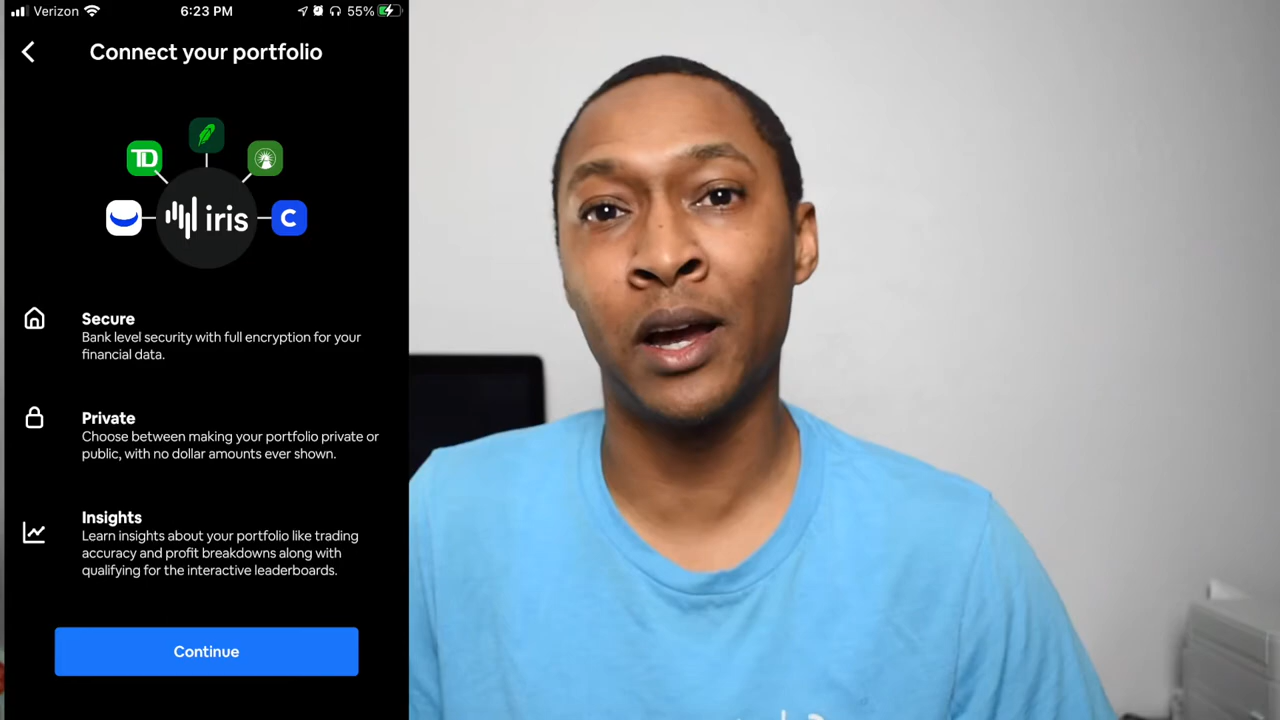 Verizon 6:23 PM 55%
Connect your portfolio
TD
iris
C
Secure
Bank level security with full encryption for your
financial data.
Private
Choose between making your portfolio private or
public, with no dollar amounts ever shown.
Insights
Learn insights about your portfolio like trading
accuracy and profit breakdowns along with
qualifying for the interactive leaderboards.
Continue